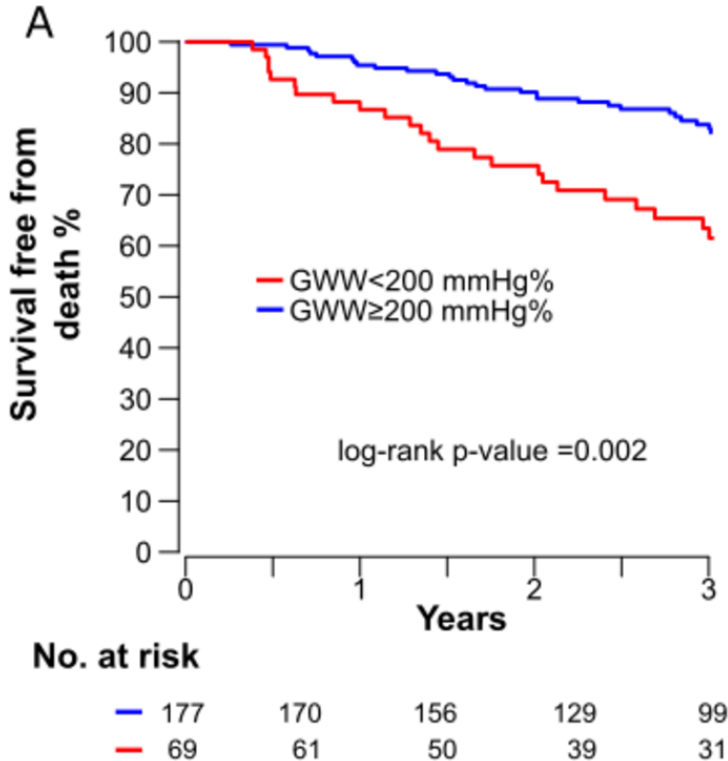 A
Survival free from
death %
100
90
80
70
60
50
40
30
20
10
0
GWW<200 mmHg%
GWW≥200 mmHg%
log-rank p-value =0.002
0 1 2 3
Years
No. at risk
177 170 156 129 99
69 61 50 39 31